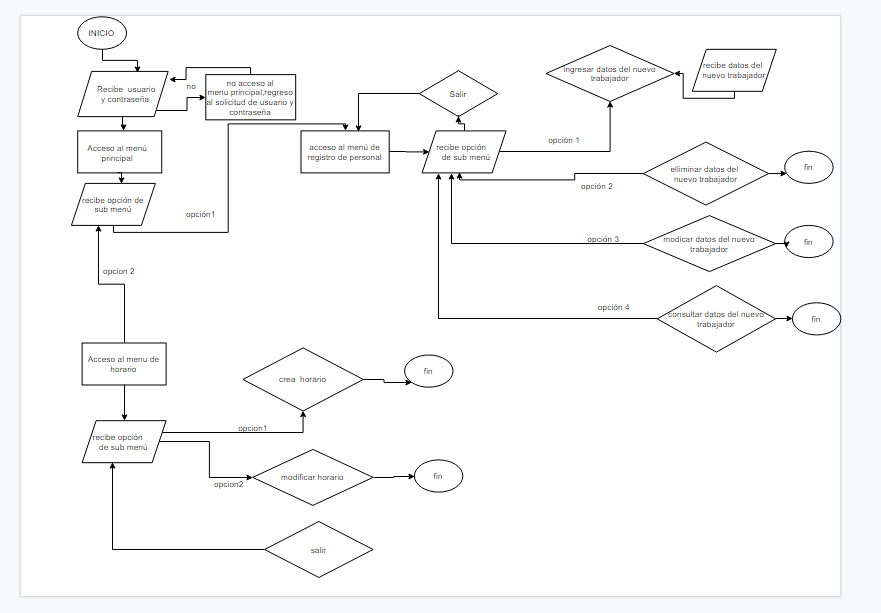 INICIO
Recibe usuario
y contraseña
no
no acceso al
menu principal,regreso
al solicitud de usuario y
contraseña
Acceso al menú
principal
recibe opción de
sub menú
opción1
acceso al menú de
registro de personal
Salir
recibe opción
de sub menú
opción 1
ingresar datos del nuevo
trabajador
recibe datos del
nuevo trabajador
opción 2
elliminar datos del
nuevo trabajador
fin
opción 3
modicar datos del nuevo
trabajador
fin
opción 4
consultar datos del nuevo
trabajador
fin
opcion 2
Acceso al menu de
horario
recibe opción
de sub menú
opcion1
crea horario
fin
opcion2
modificar horario
fin
salir